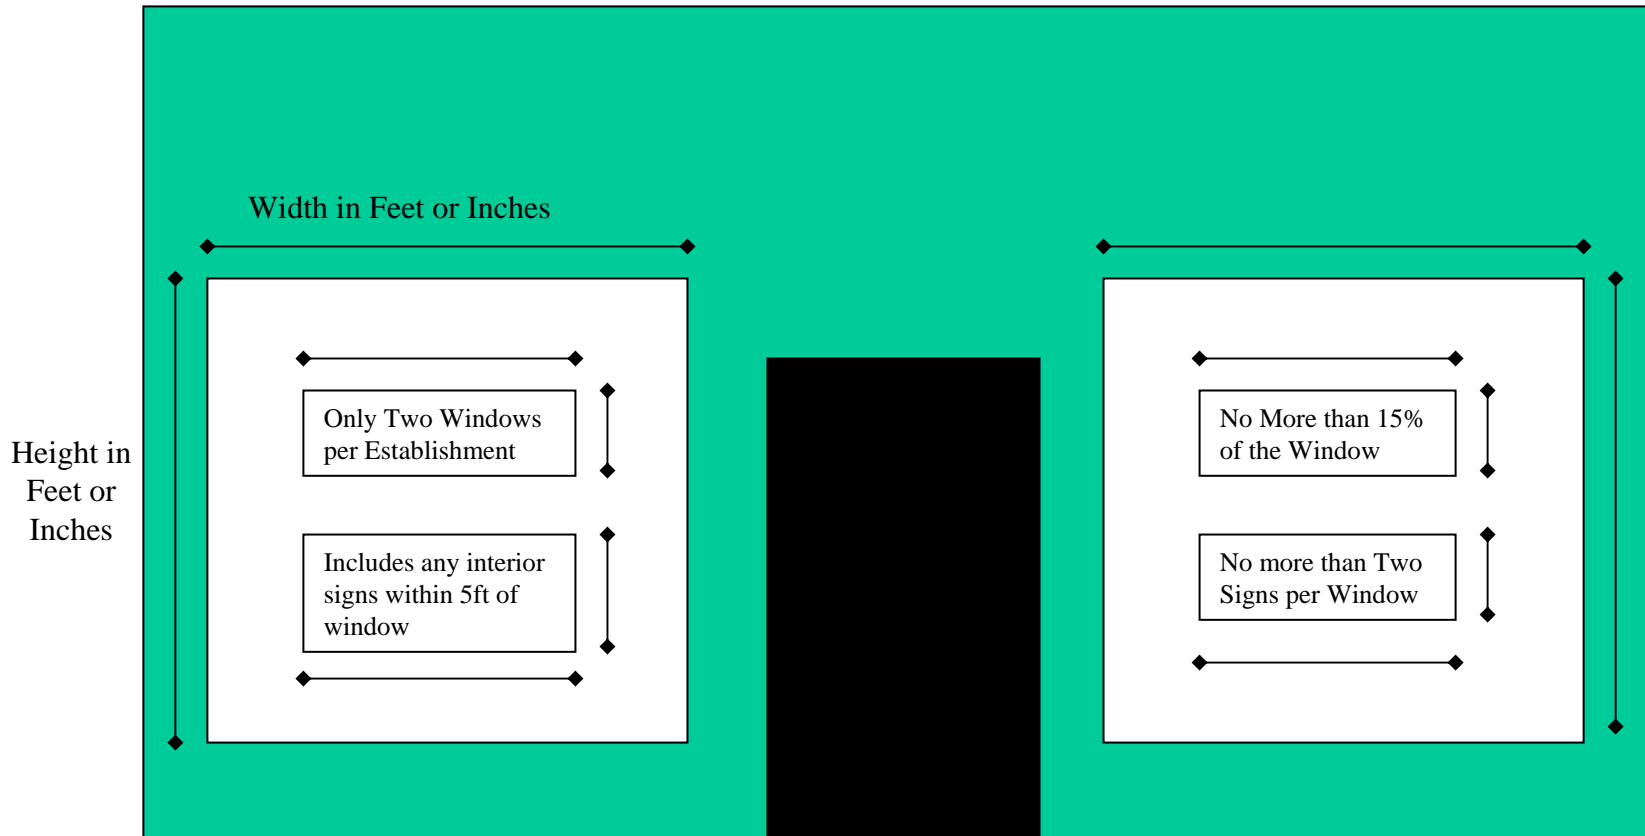 Width in Feet or Inches
Height in
Feet or
Inches
Only Two Windows
per Establishment
Includes any interior
signs within 5ft of
window
No More than 15%
of the Window
No more than Two
Signs per Window